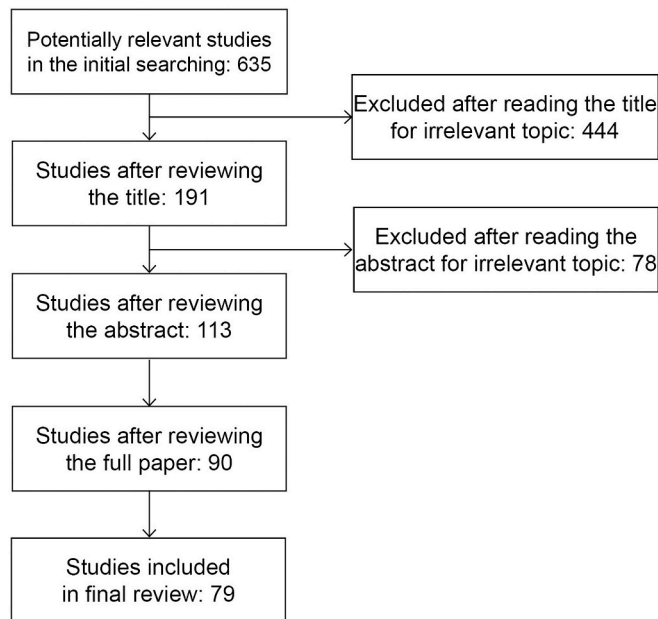 Potentially relevant studies
in the initial searching: 635
Excluded after reading the title
for irrelevant topic: 444
Studies after reviewing
the title: 191
Excluded after reading the
abstract for irrelevant topic: 78
Studies after reviewing
the abstract: 113
Studies after reviewing
the full paper: 90
Studies included
in final review: 79